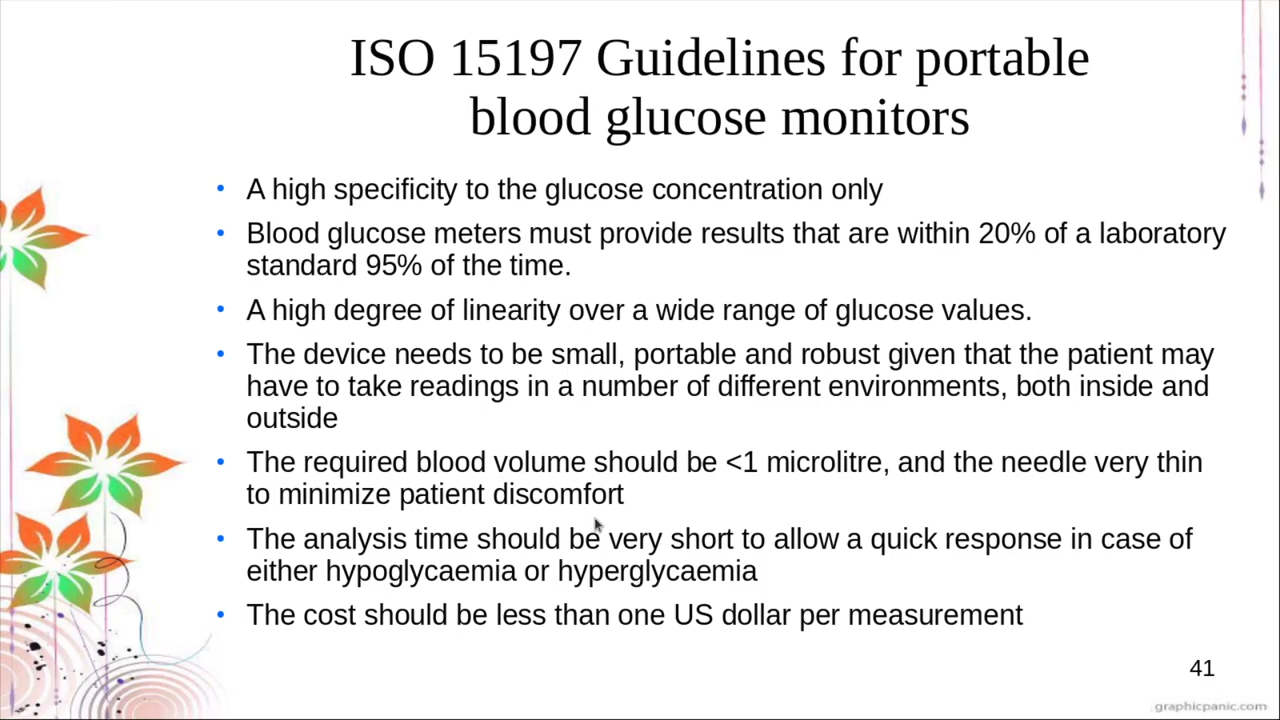 ISO 15197 Guidelines for portable
blood glucose monitors
• A high specificity to the glucose concentration only
• Blood glucose meters must provide results that are within 20% of a laboratory
standard 95% of the time.
• A high degree of linearity over a wide range of glucose values.
• The device needs to be small, portable and robust given that the patient may
have to take readings in a number of different environments, both inside and
outside
• The required blood volume should be <1 microlitre, and the needle very thin
to minimize patient discomfort
• The analysis time should be very short to allow a quick response in case of
either hypoglycaemia or hyperglycaemia
• The cost should be less than one US dollar per measurement
41
graphicpanic.com